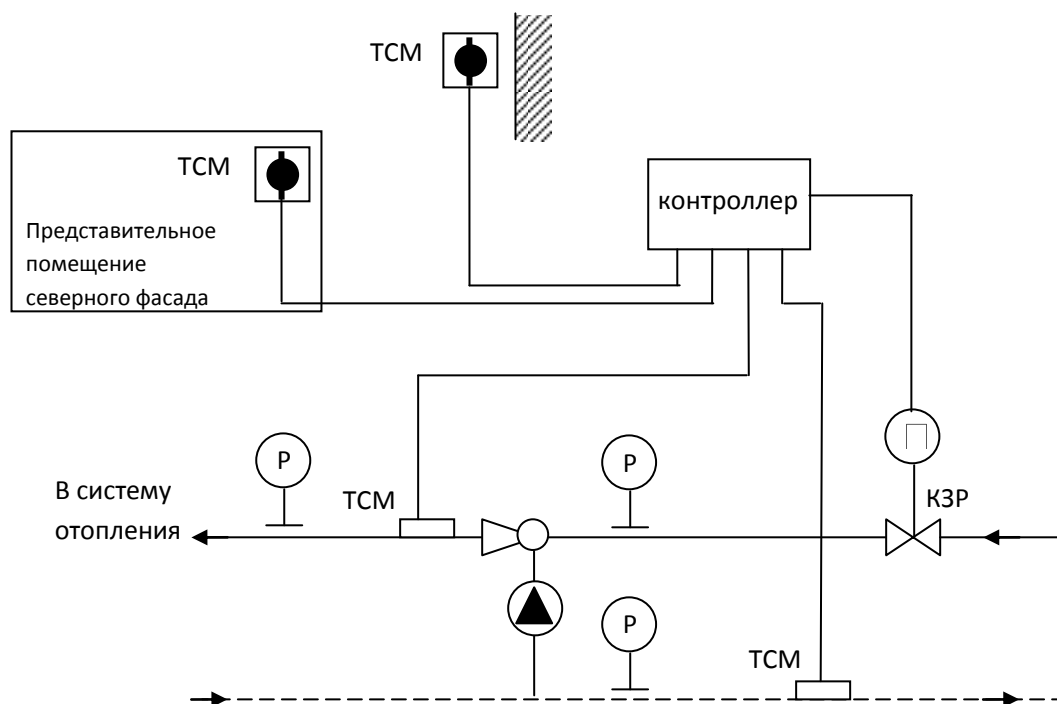 ТСМ
ТСМ
контроллер
Представительное
помещение
северного фасада
П
Р
Р
КЗР
В систему
отопления
ТСМ
Р
ТСМ